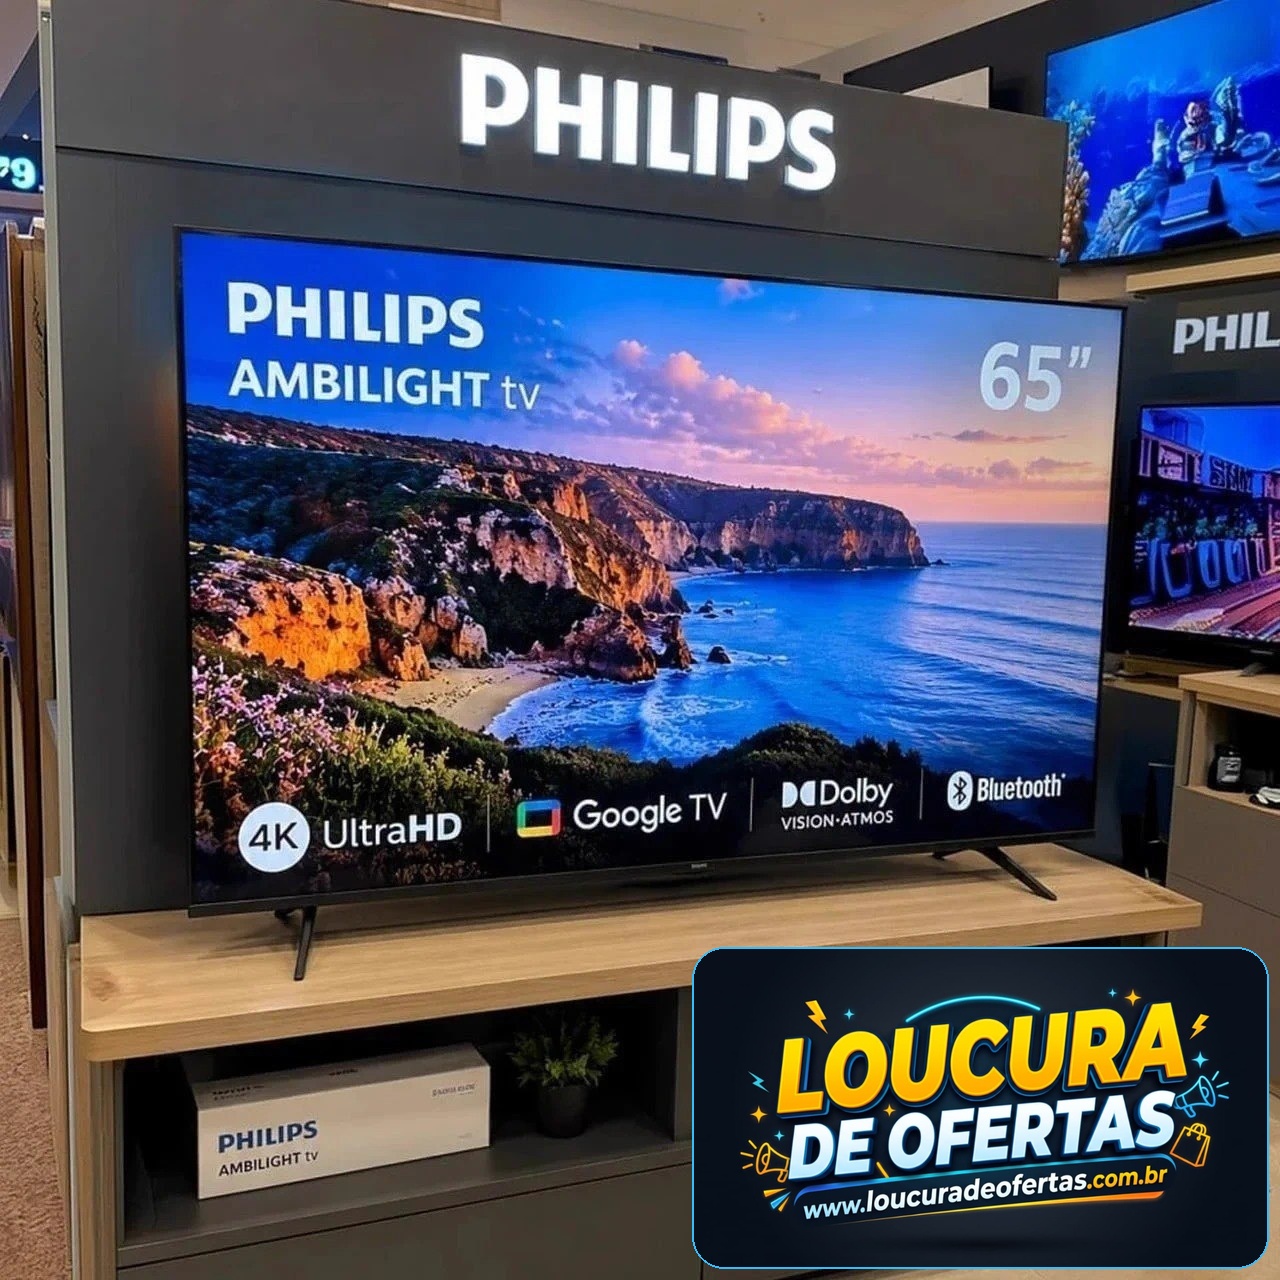 PHILIPS
79
PHILIPS
AMBILIGHT tv
65”
PHIL
4K UltraHD
Google TV
Dolby
VISION·ATMOS
Bluetooth
PHILIPS
AMBILIGHT tv
LOUCURA
DE OFERTAS
www.loucuradeofertas.com.br